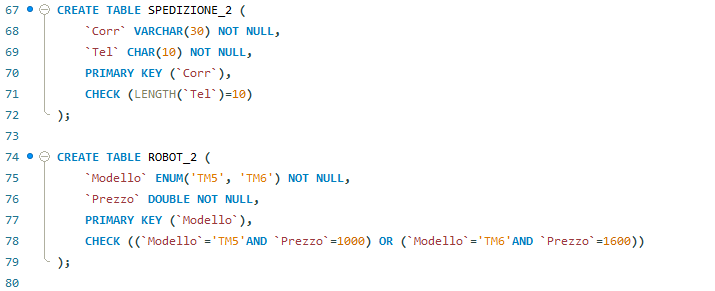 67 CREATE TABLE SPEDIZIONE_2 (
68 `Corr` VARCHAR(30) NOT NULL,
69 `Tel` CHAR(10) NOT NULL,
70 PRIMARY KEY (`Corr`),
71 CHECK (LENGTH(`Tel`)=10)
72 );
73
74 CREATE TABLE ROBOT_2 (
75 `Modello` ENUM('TM5', 'TM6') NOT NULL,
76 `Prezzo` DOUBLE NOT NULL,
77 PRIMARY KEY (`Modello`),
78 CHECK ((`Modello`='TM5'AND `Prezzo`=1000) OR (`Modello`='TM6'AND `Prezzo`=1600))
79 );
80